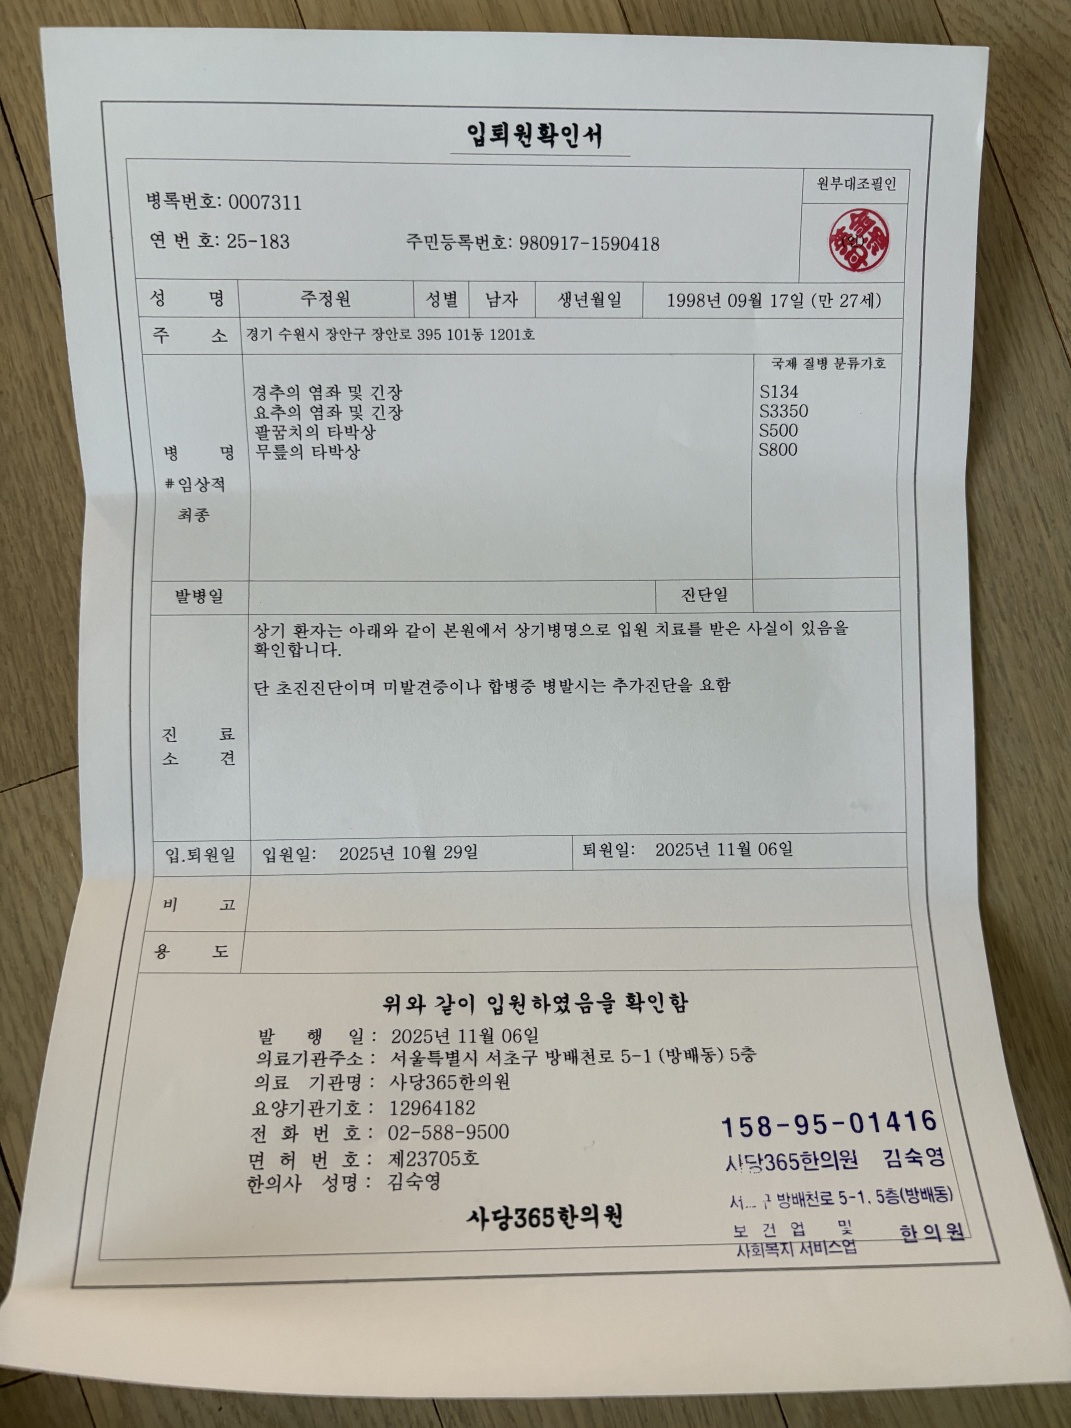 입퇴원확인서
원부대조필인
병록번호: 0007311
연 번 호: 25-183 주민등록번호: 980917-1590418
성 명 주정원 성별 남자 생년월일 1998년 09월 17일 (만 27세)
주 소 경기 수원시 장안구 장안로 395 101동 1201호
국제 질병 분류기호
경추의 염좌 및 긴장 S134
요추의 염좌 및 긴장 S3350
팔꿈치의 타박상 S500
병 명 무릎의 타박상 S800
#임상적
최종
발병일 진단일
상기 환자는 아래와 같이 본원에서 상기병명으로 입원 치료를 받은 사실이 있음을
확인합니다.
단 초진진단이며 미발견증이나 합병증 병발시는 추가진단을 요함
진 료
소 견
입.퇴원일 입원일: 2025년 10월 29일 퇴원일: 2025년 11월 06일
비 고
용 도
위와 같이 입원하였음을 확인함
발 행 일 : 2025년 11월 06일
의료기관주소 : 서울특별시 서초구 방배천로 5-1 (방배동) 5층
의료 기관명 : 사당365한의원
요양기관기호 : 12964182
전 화 번 호 : 02-588-9500
면 허 번 호 : 제23705호
한의사 성명 : 김숙영
사당365한의원
158-95-01416
사당365한의원 김숙영
방배천로 5-1, 5층(방배동)
보 건 업 및 한의원
사회복지 서비스업